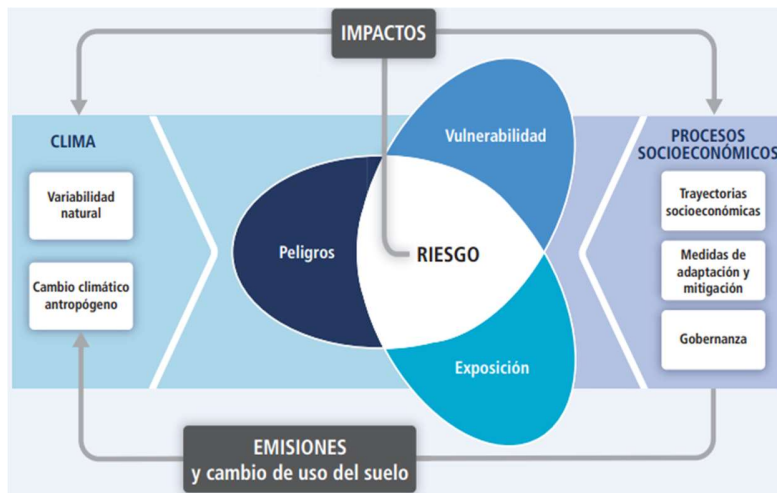 IMPACTOS
CLIMA
Variabilidad
natural
Cambio climático
antropógeno
Peligros
Vulnerabilidad
RIESGO
Exposición
PROCESOS
SOCIOECONÓMICOS
Trayectorias
socioeconómicas
Medidas de
adaptación y
mitigación
Gobernanza
EMISIONES
y cambio de uso del suelo